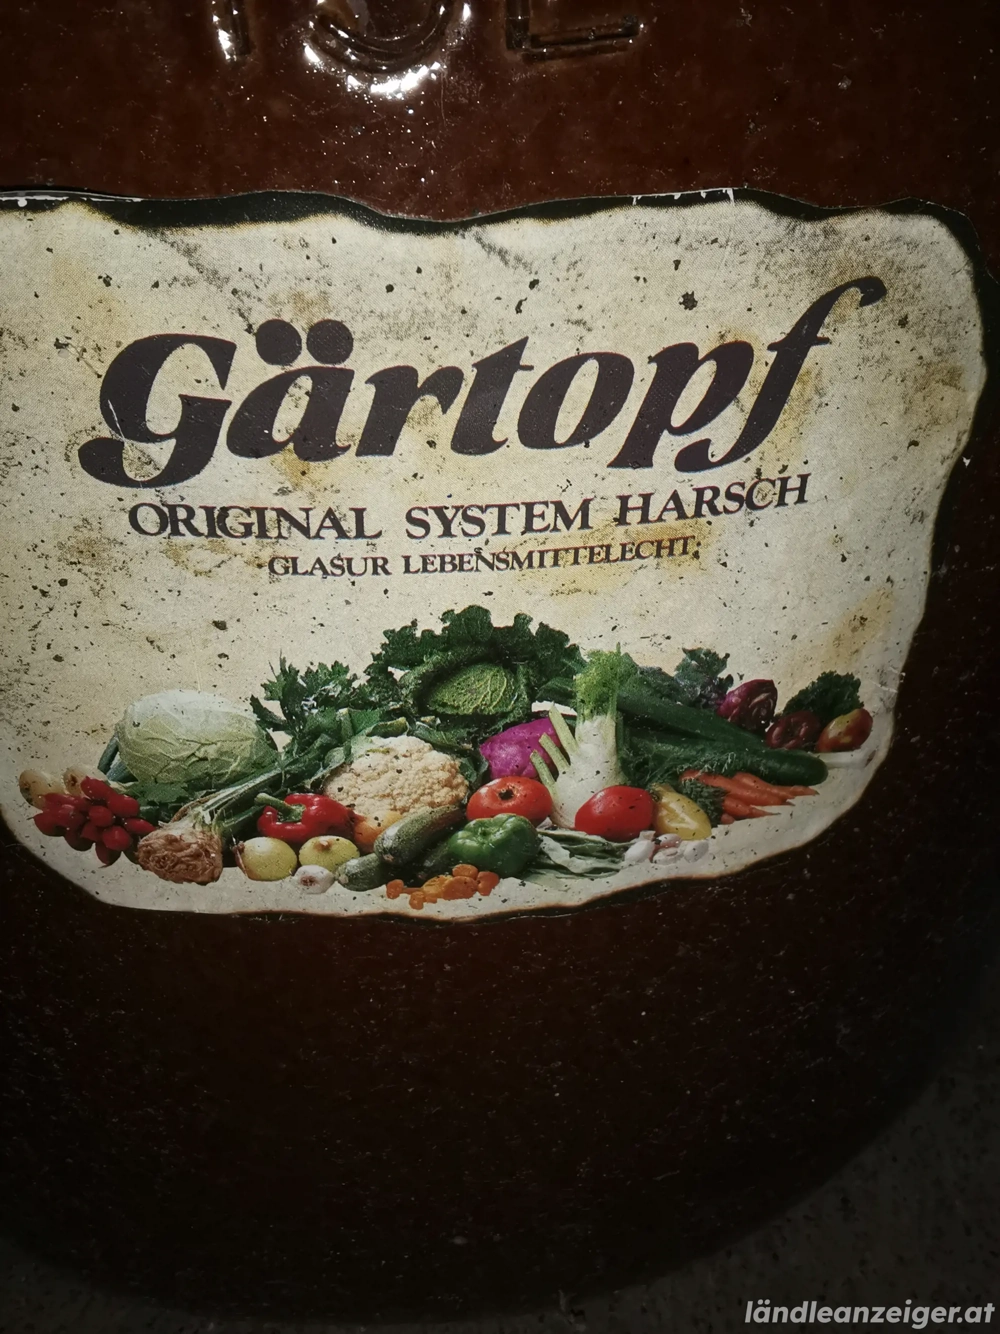 Gärtopf
ORIGINAL SYSTEM HARSCH
GLASUR LEBENSMITTELECHT
ländleanzeiger.at